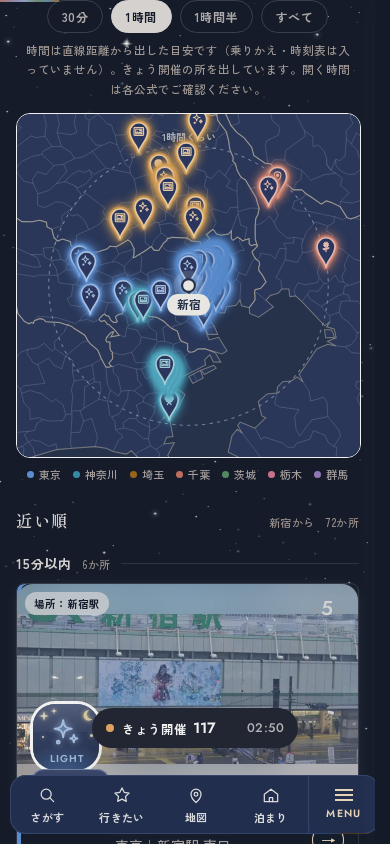 30分 1時間 1時間半 すべて
時間は直線距離から出した目安です（乗りかえ・時刻表は入
っていません）。きょう開催の所を出しています。開く時間
は各公式でご確認ください。
1時間くらい
新宿
東京 神奈川 埼玉 千葉 茨城 栃木 群馬
近い順 新宿から 72か所
15分以内 6か所
場所：新宿駅
5
新宿駅
きょう開催 117 02:50
LIGHT
さがす 行きたい 地図 泊まり MENU